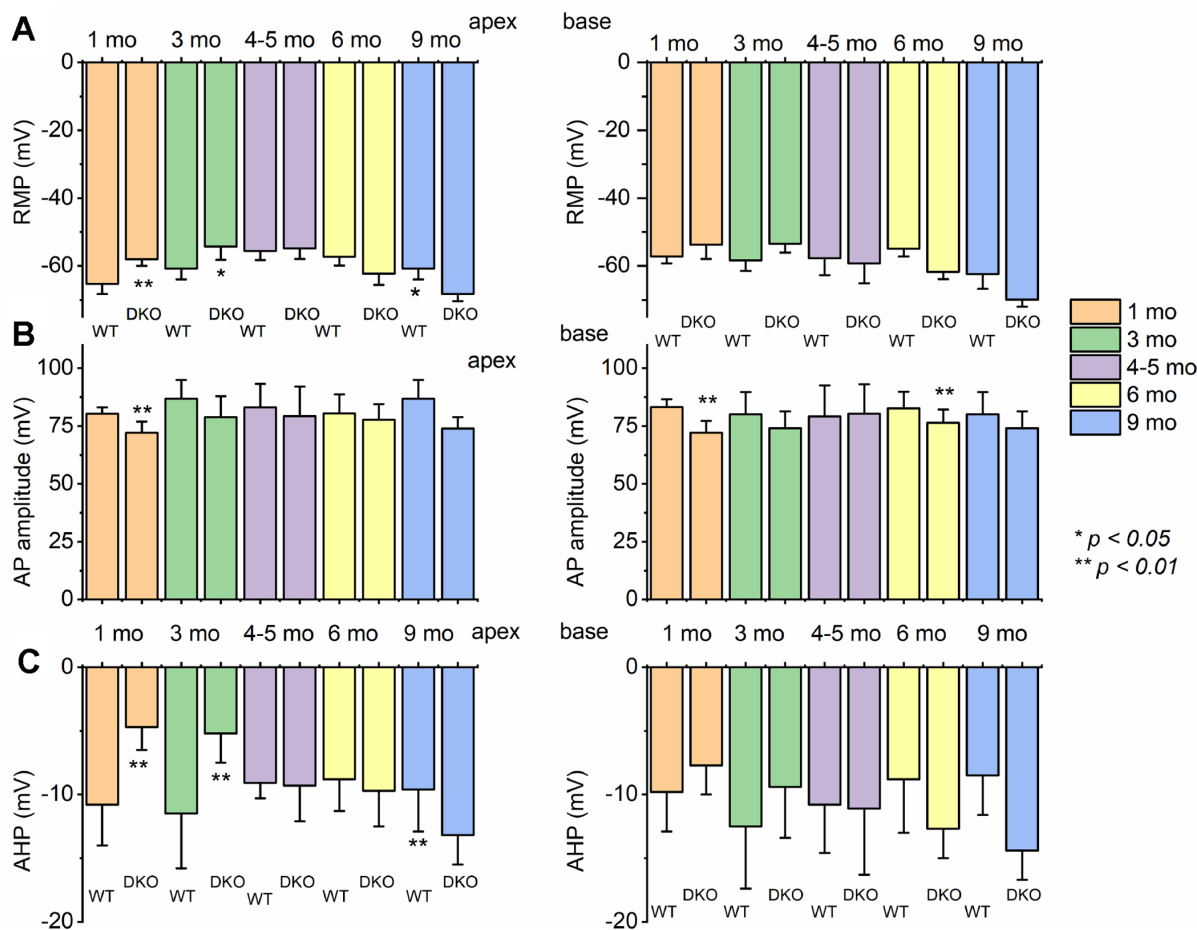 A
apex
base
1 mo 3 mo 4-5 mo 6 mo 9 mo
1 mo 3 mo 4-5 mo 6 mo 9 mo
0
-20
-40
-60
RMP (mV)
** * *
WT DKO WT DKO WT DKO WT DKO WT DKO
0
-20
-40
-60
RMP (mV)
WT DKO WT DKO WT DKO WT DKO WT DKO
1 mo
3 mo
4-5 mo
6 mo
9 mo
B
apex
base
100
75
50
25
0
AP amplitude (mV)
**
100
75
50
25
0
AP amplitude (mV)
** **
* p < 0.05
** p < 0.01
1 mo 3 mo 4-5 mo 6 mo 9 mo
apex
base
1 mo 3 mo 4-5 mo 6 mo 9 mo
C
0
-10
-20
AHP (mV)
** ** **
WT DKO WT DKO WT DKO WT DKO WT DKO
0
-10
-20
AHP (mV)
WT DKO WT DKO WT DKO WT DKO WT DKO